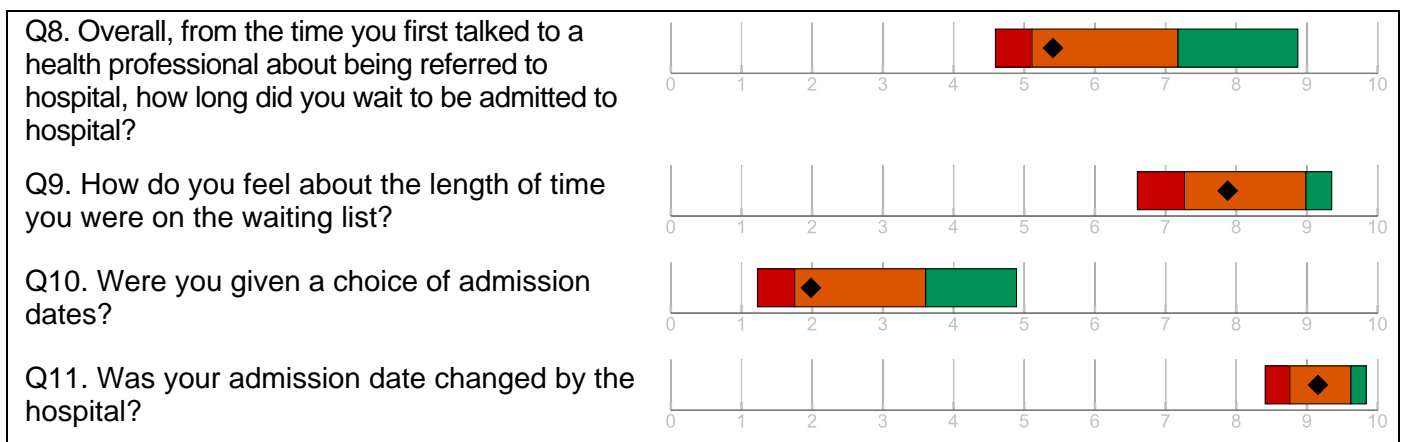 Q8. Overall, from the time you first talked to a
health professional about being referred to
hospital, how long did you wait to be admitted to
hospital?
0 1 2 3 4 5 6 7 8 9 10
Q9. How do you feel about the length of time
you were on the waiting list?
0 1 2 3 4 5 6 7 8 9 10
Q10. Were you given a choice of admission
dates?
0 1 2 3 4 5 6 7 8 9 10
Q11. Was your admission date changed by the
hospital?
0 1 2 3 4 5 6 7 8 9 10